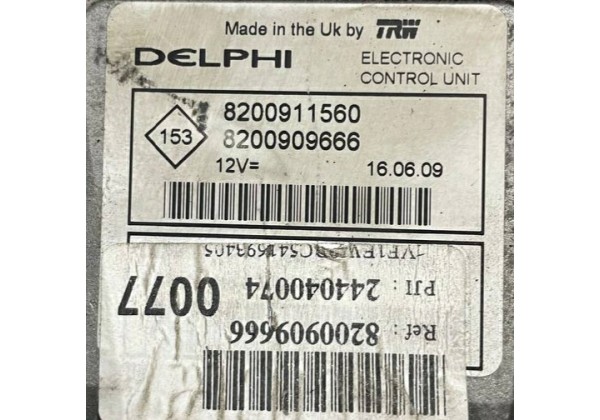 Made in the Uk by TRW
DELPHI
ELECTRONIC
CONTROL UNIT
153
8200911560
8200909666
12V= 16.06.09
Ref: 8200909666
PJI : 244040074
0077